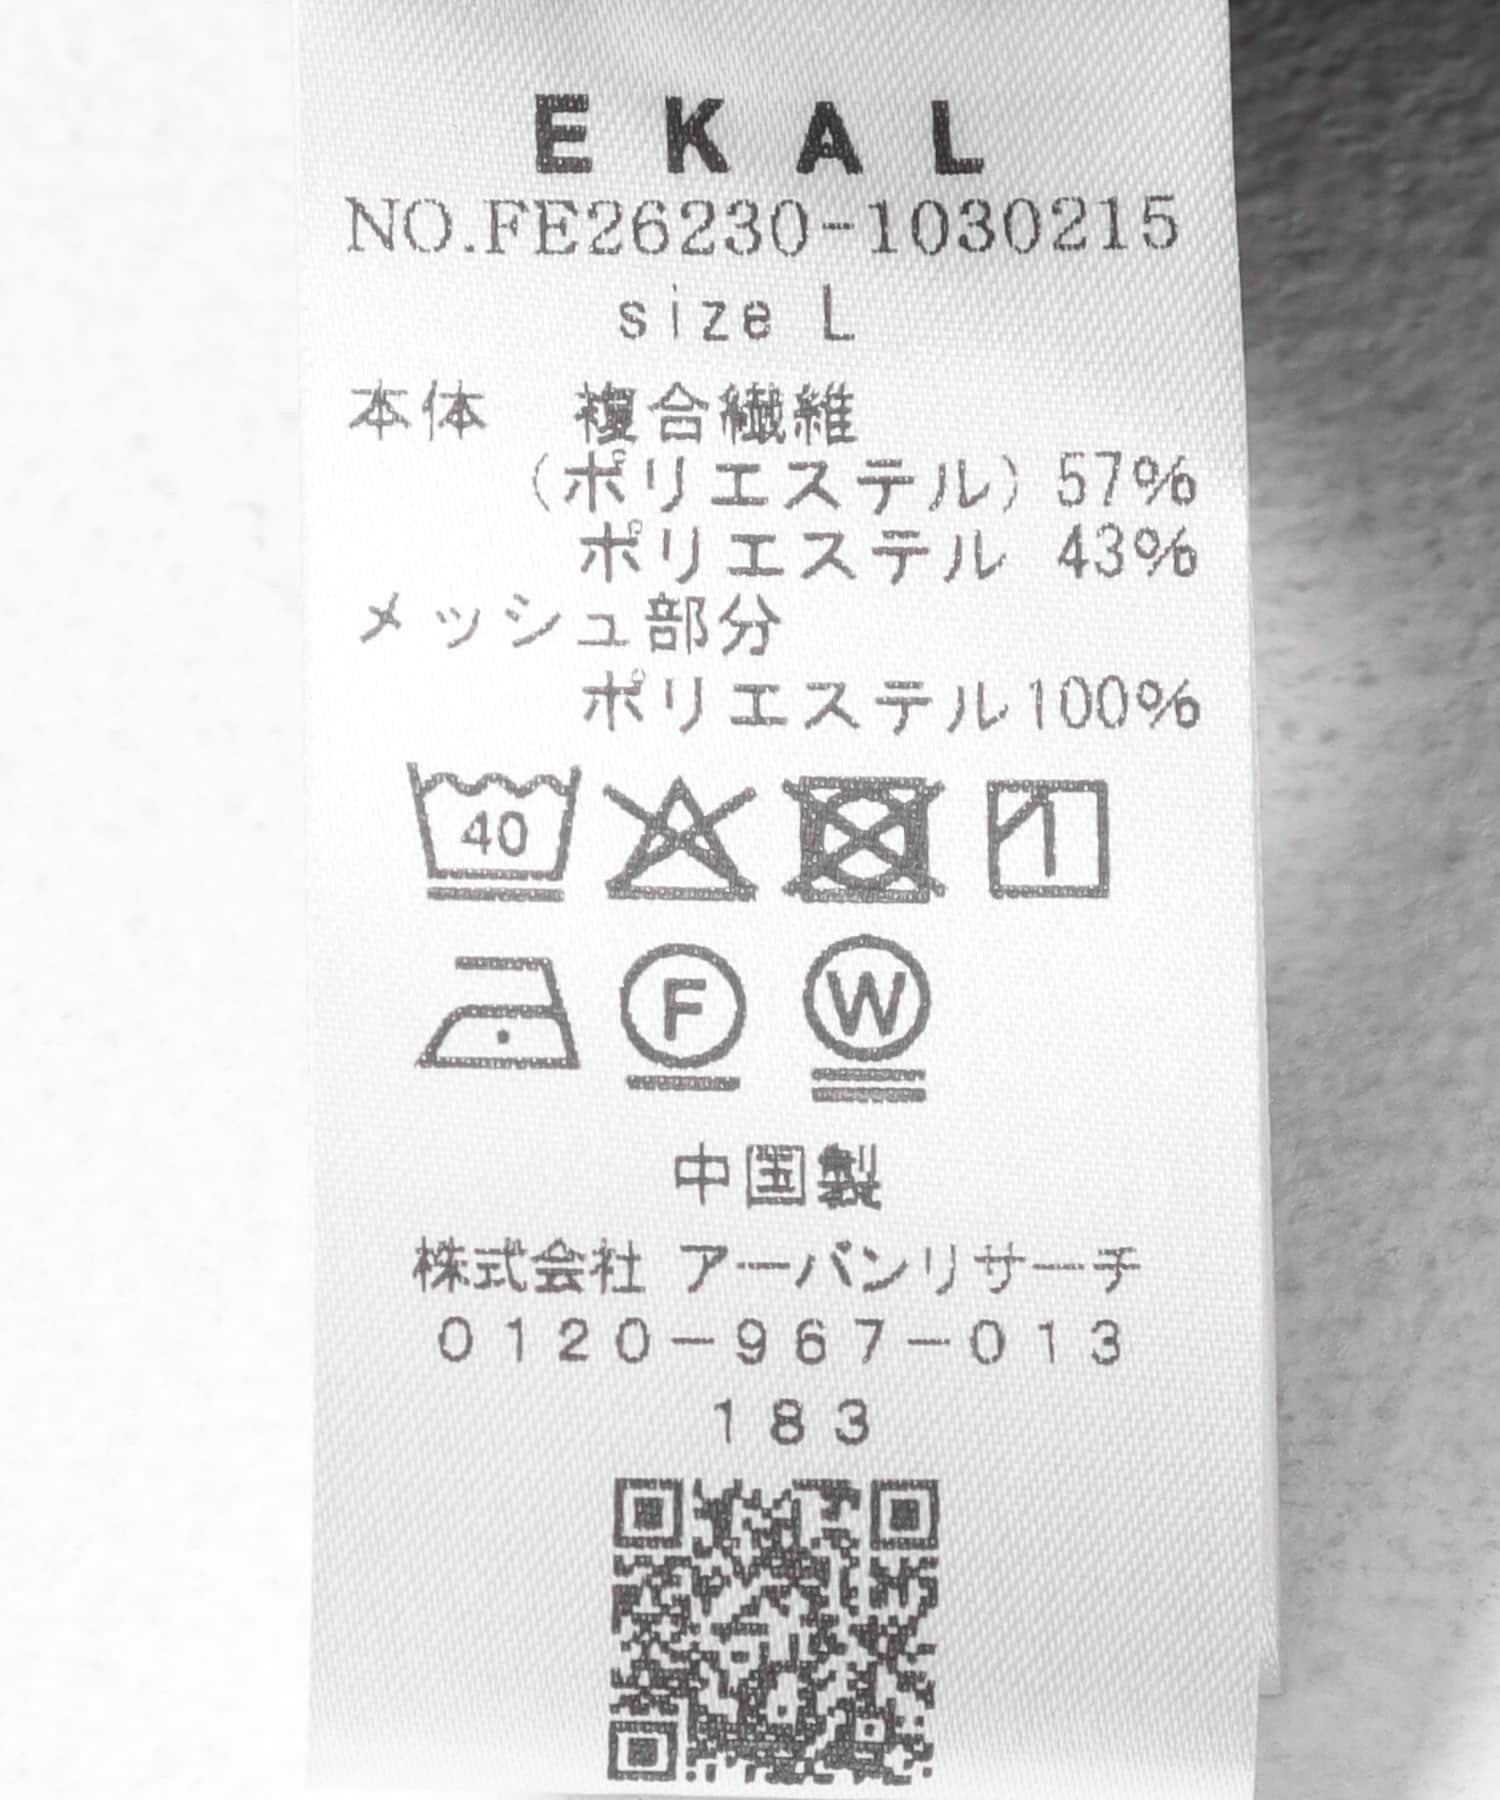 EKAL
NO.FE26230-1030215
size L
本体 複合繊維
(ポリエステル) 57%
ポリエステル 43%
メッシュ部分
ポリエステル100%
40
F
W
中国製
株式会社 アーバンリサーチ
0120-967-013
183